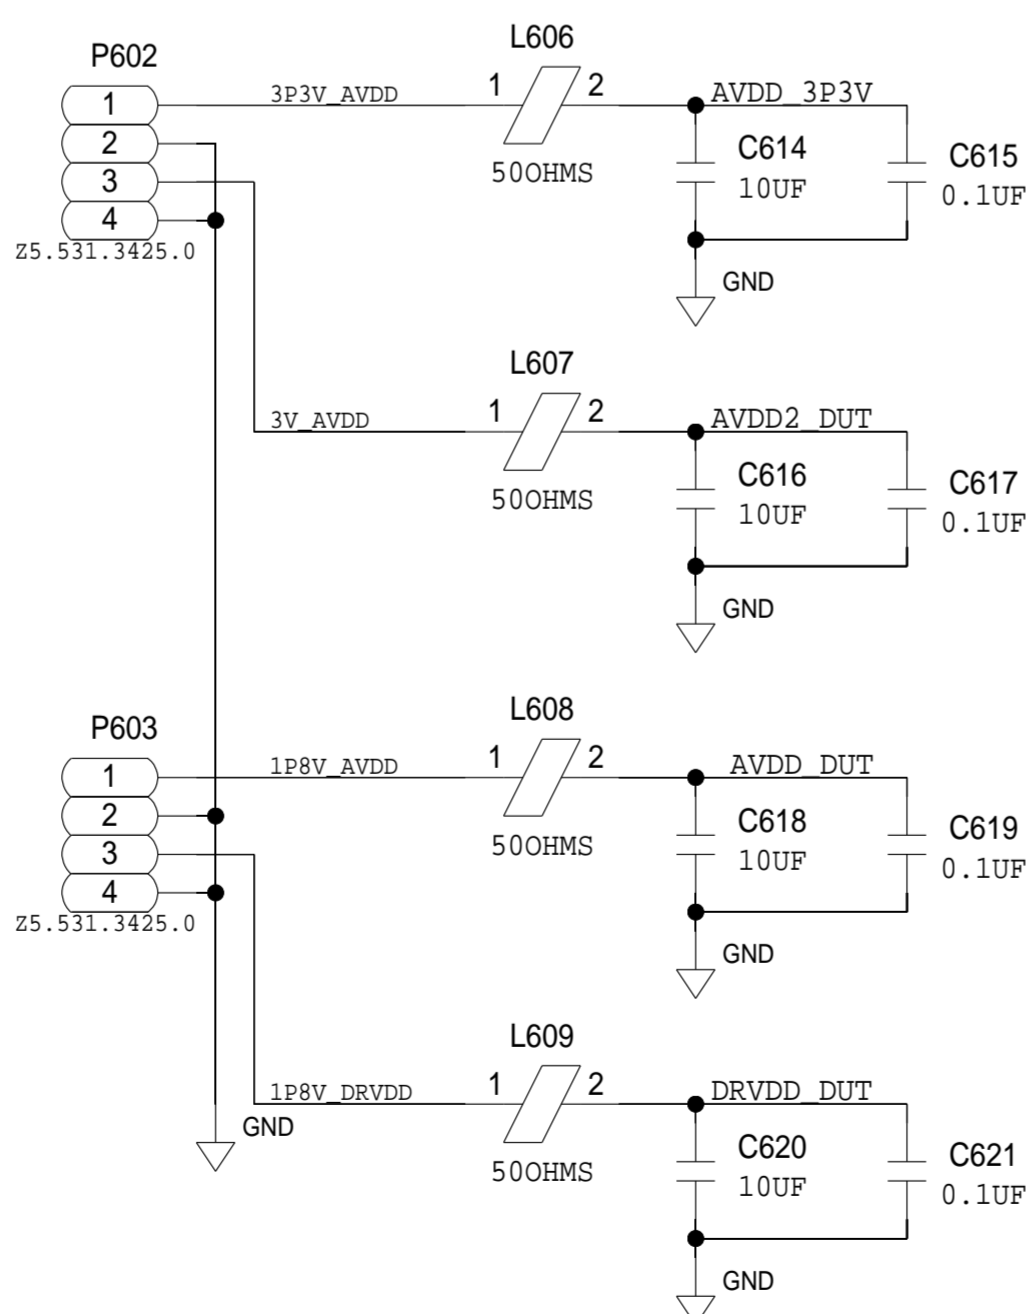 P602
1
2
3
4
Z5.531.3425.0
3P3V_AVDD
L606
1
2
50OHMS
AVDD_3P3V
C614
10UF
C615
0.1UF
GND
3V_AVDD
L607
1
2
50OHMS
AVDD2_DUT
C616
10UF
C617
0.1UF
GND
P603
1
2
3
4
Z5.531.3425.0
1P8V_AVDD
L608
1
2
50OHMS
AVDD_DUT
C618
10UF
C619
0.1UF
GND
1P8V_DRVDD
GND
L609
1
2
50OHMS
DRVDD_DUT
C620
10UF
C621
0.1UF
GND